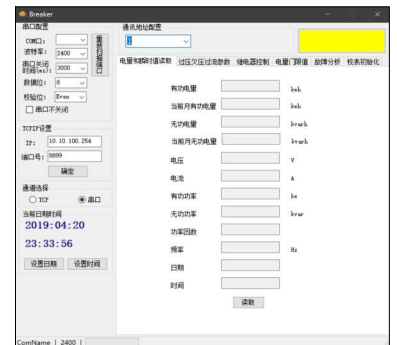 Breaker
串口配置
COM口：
波特率： 2400
串口关闭
时间(ms)： 3000
数据位： 8
校验位： Even
串口不关闭
重新扫描端口
TCPIP设置
IP： 10.10.100.254
端口号： 8899
确定
通道选择
TCP 串口
当前日期时间
2019:04:20
23:33:56
设置日期 设置时间
通讯地址配置
1
电量和瞬时值读取 过压欠压过流参数 继电器控制 电量门限值 故障分析 校表初始化
有功电量 kwh
当前月有功电量 kwh
无功电量 kvarh
当前月无功电量 kvarh
电压 V
电流 A
有功功率 kw
无功功率 kvar
功率因数
频率 Hz
日期
时间
读取
ComName | 2400 |